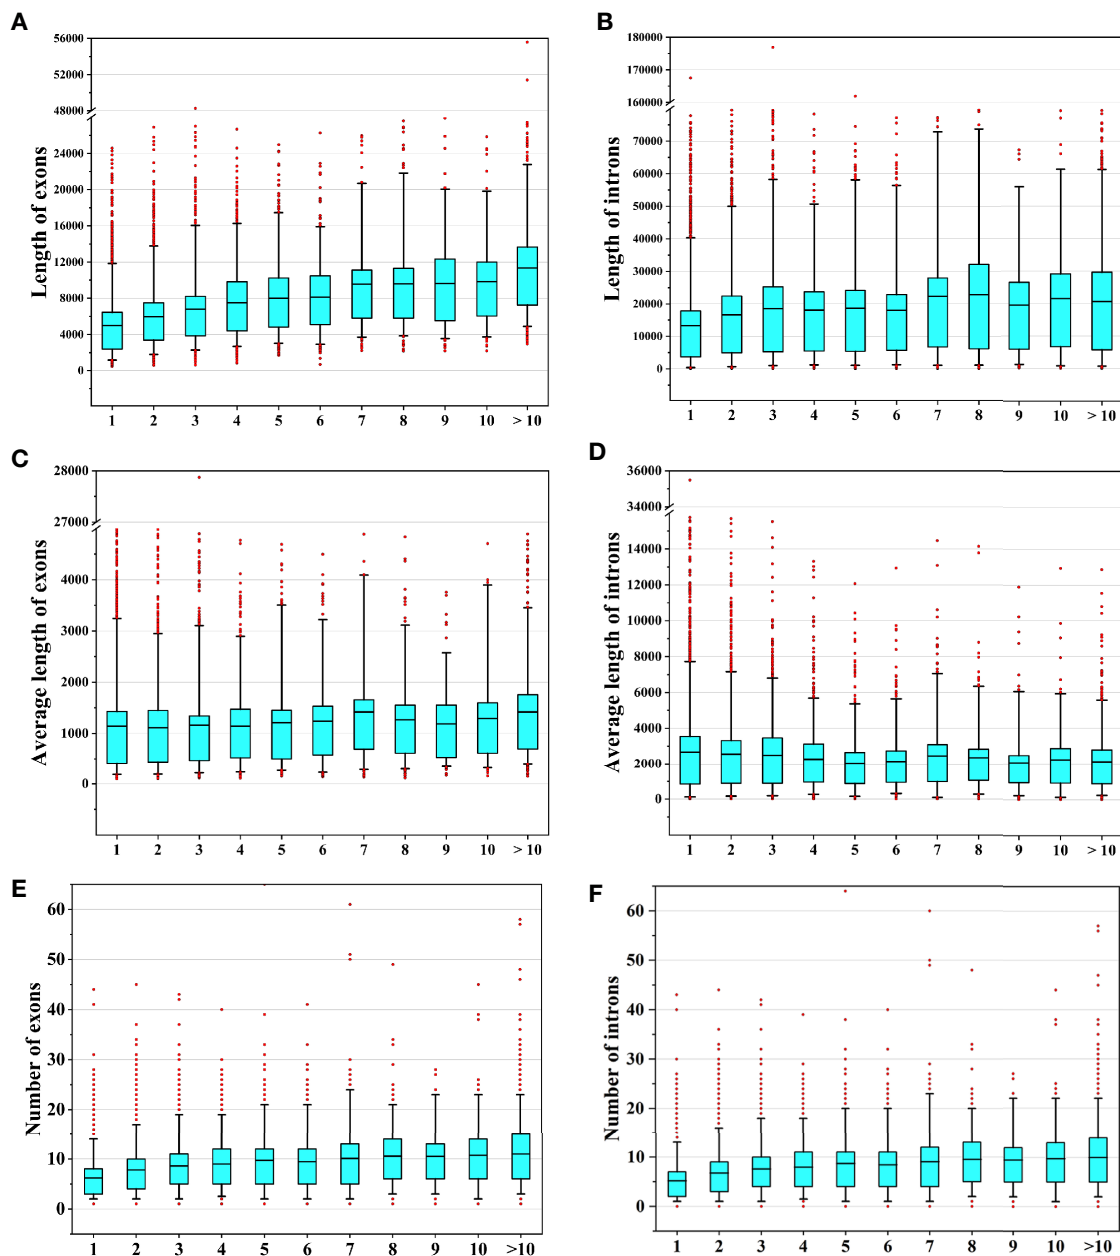 A
Length of exons
56000
52000
48000
24000
20000
16000
12000
8000
4000
0
1 2 3 4 5 6 7 8 9 10 > 10
B
Length of introns
180000
170000
160000
70000
60000
50000
40000
30000
20000
10000
0
1 2 3 4 5 6 7 8 9 10 > 10
C
Average length of exons
28000
27000
4000
3000
2000
1000
0
1 2 3 4 5 6 7 8 9 10 > 10
D
Average length of introns
36000
34000
14000
12000
10000
8000
6000
4000
2000
0
1 2 3 4 5 6 7 8 9 10 >10
E
Number of exons
60
50
40
30
20
10
0
1 2 3 4 5 6 7 8 9 10 >10
F
Number of introns
60
50
40
30
20
10
0
1 2 3 4 5 6 7 8 9 10 >10